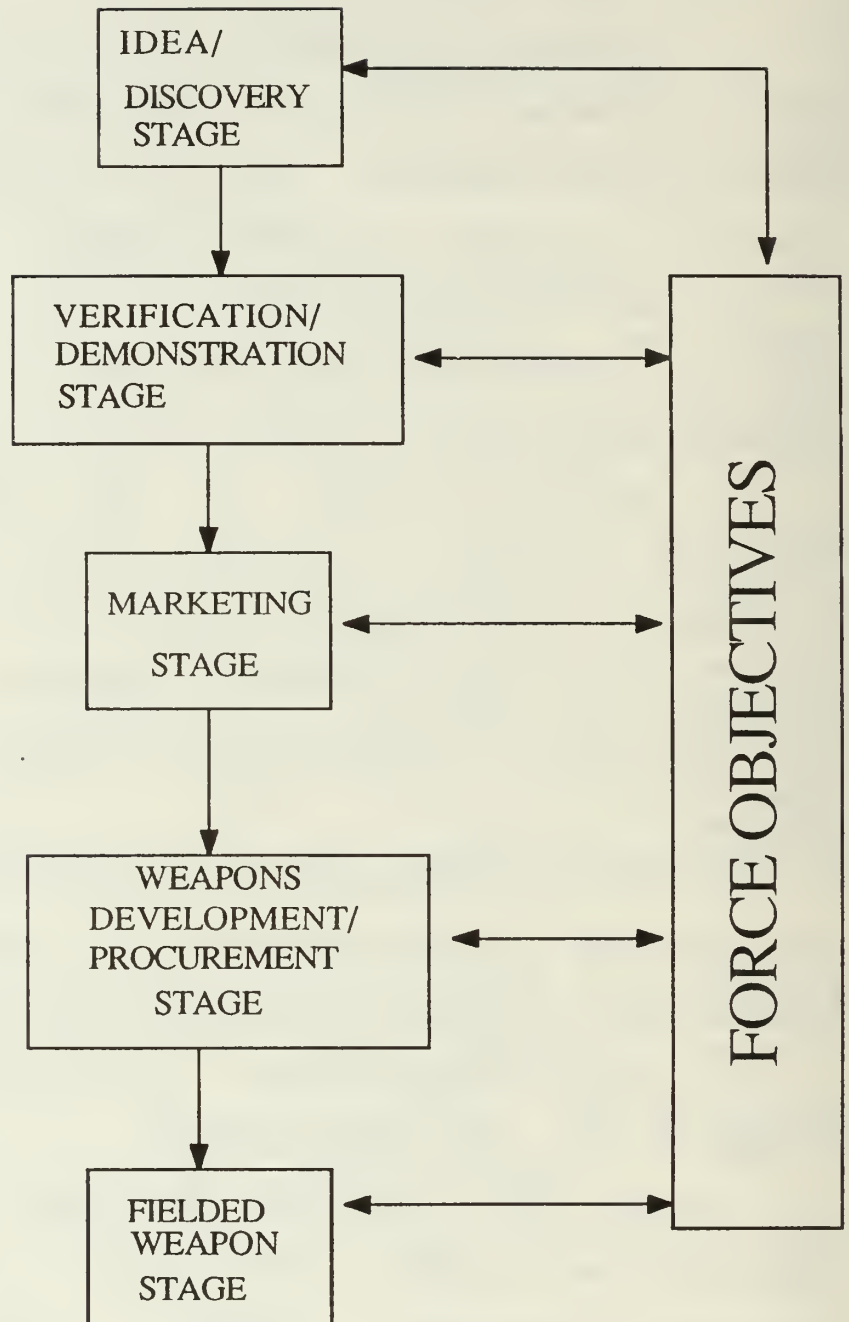 IDEA/
DISCOVERY
STAGE
VERIFICATION/
DEMONSTRATION
STAGE
MARKETING
STAGE
WEAPONS
DEVELOPMENT/
PROCUREMENT
STAGE
FIELDED
WEAPON
STAGE
FORCE OBJECTIVES